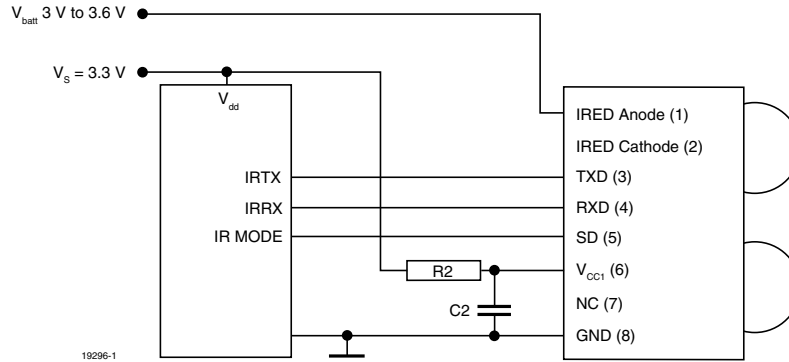 V_batt 3 V to 3.6 V
V_S = 3.3 V
V_dd
IRTX
IRRX
IR MODE
R2
C2
IRED Anode (1)
IRED Cathode (2)
TXD (3)
RXD (4)
SD (5)
V_CC1 (6)
NC (7)
GND (8)
19296-1